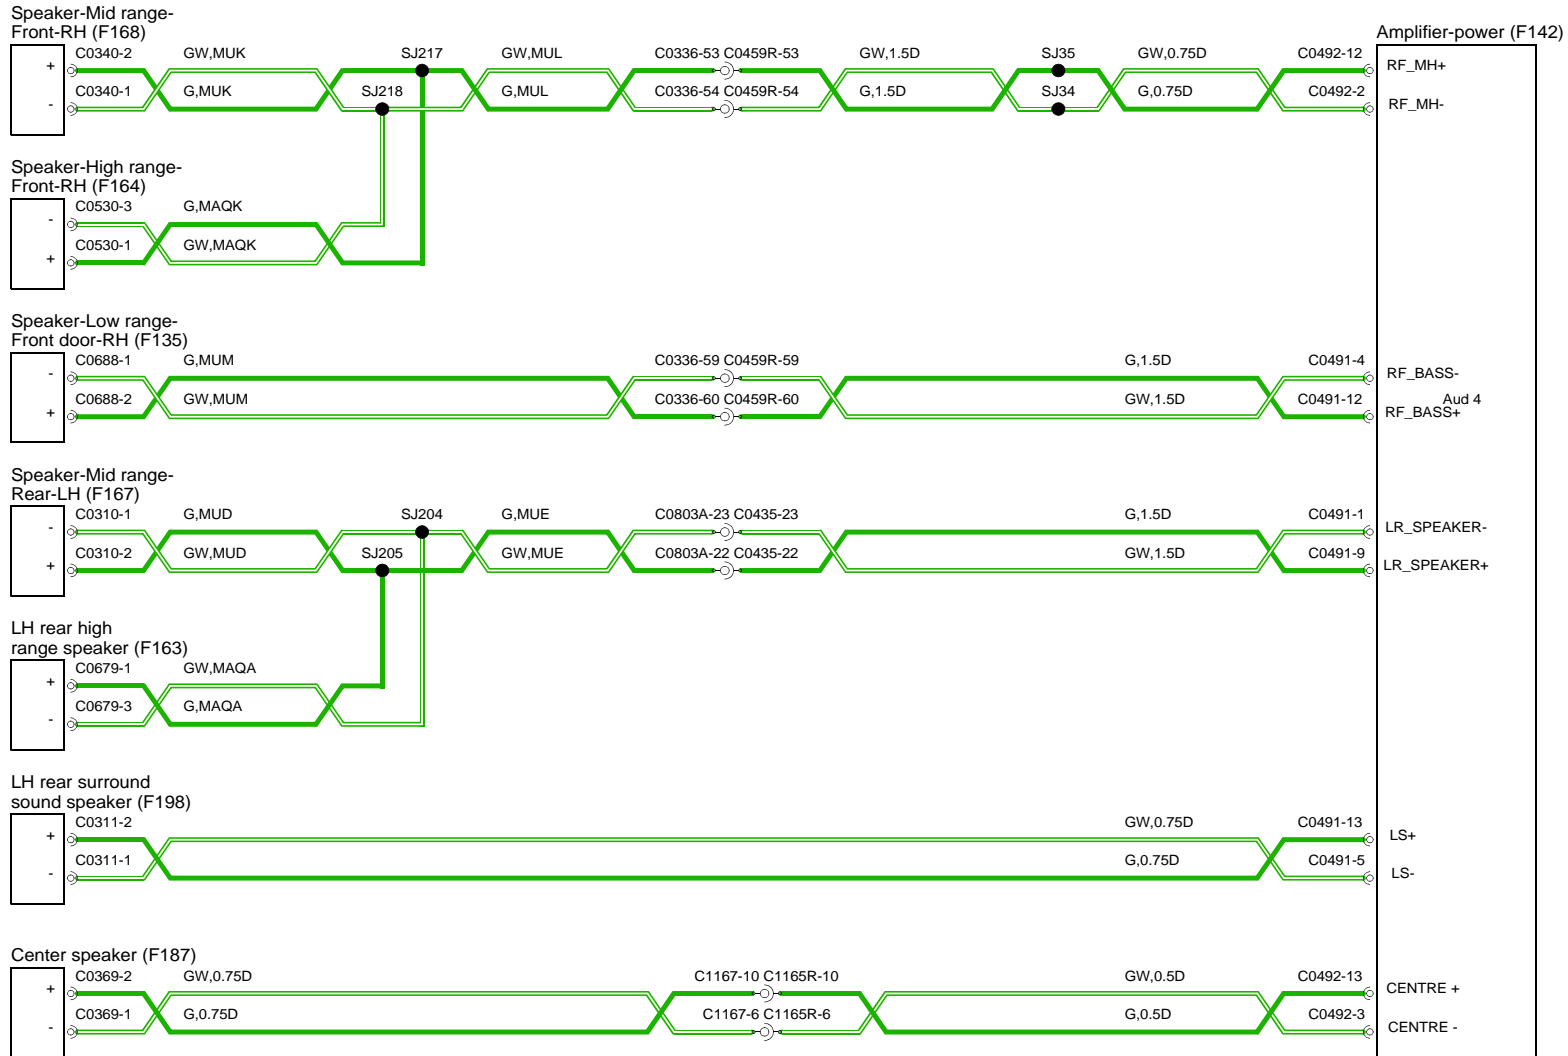 Speaker-Mid range-
Front-RH (F168)
Amplifier-power (F142)
C0340-2 GW,MUK SJ217 GW,MUL C0336-53 C0459R-53 GW,1.5D SJ35 GW,0.75D C0492-12
+ RF_MH+
C0340-1 G,MUK SJ218 G,MUL C0336-54 C0459R-54 G,1.5D SJ34 G,0.75D C0492-2
- RF_MH-
Speaker-High range-
Front-RH (F164)
C0530-3 G,MAQK
-
C0530-1 GW,MAQK
+
Speaker-Low range-
Front door-RH (F135)
C0688-1 G,MUM C0336-59 C0459R-59 G,1.5D C0491-4
- RF_BASS-
C0688-2 GW,MUM C0336-60 C0459R-60 GW,1.5D C0491-12 Aud 4
+ RF_BASS+
Speaker-Mid range-
Rear-LH (F167)
C0310-1 G,MUD SJ204 G,MUE C0803A-23 C0435-23 G,1.5D C0491-1
- LR_SPEAKER-
C0310-2 GW,MUD SJ205 GW,MUE C0803A-22 C0435-22 GW,1.5D C0491-9
+ LR_SPEAKER+
LH rear high
range speaker (F163)
C0679-1 GW,MAQA
+
C0679-3 G,MAQA
-
LH rear surround
sound speaker (F198)
C0311-2 GW,0.75D C0491-13
+ LS+
C0311-1 G,0.75D C0491-5
- LS-
Center speaker (F187)
C0369-2 GW,0.75D C1167-10 C1165R-10 GW,0.5D C0492-13
+ CENTRE +
C0369-1 G,0.75D C1167-6 C1165R-6 G,0.5D C0492-3
- CENTRE -